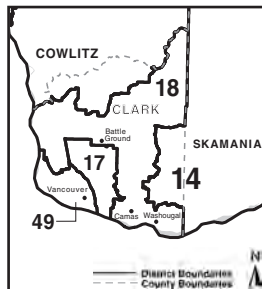 COWLITZ
18
CLARK
Battle
Ground
SKAMANIA
17
14
Vancouver
49
Camas
Washougal
N
District Boundaries
County Boundaries